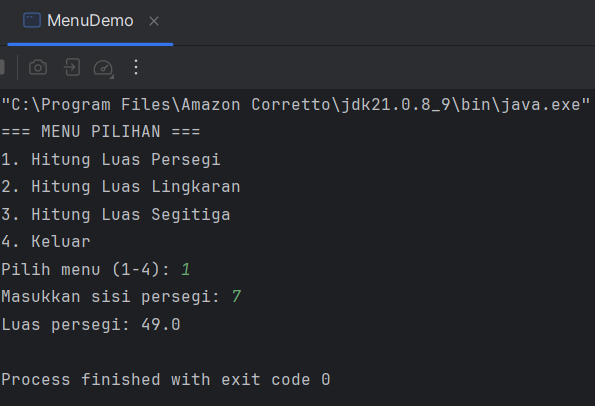 MenuDemo
"C:\Program Files\Amazon Corretto\jdk21.0.8_9\bin\java.exe"
=== MENU PILIHAN ===
1. Hitung Luas Persegi
2. Hitung Luas Lingkaran
3. Hitung Luas Segitiga
4. Keluar
Pilih menu (1-4): 1
Masukkan sisi persegi: 7
Luas persegi: 49.0
Process finished with exit code 0